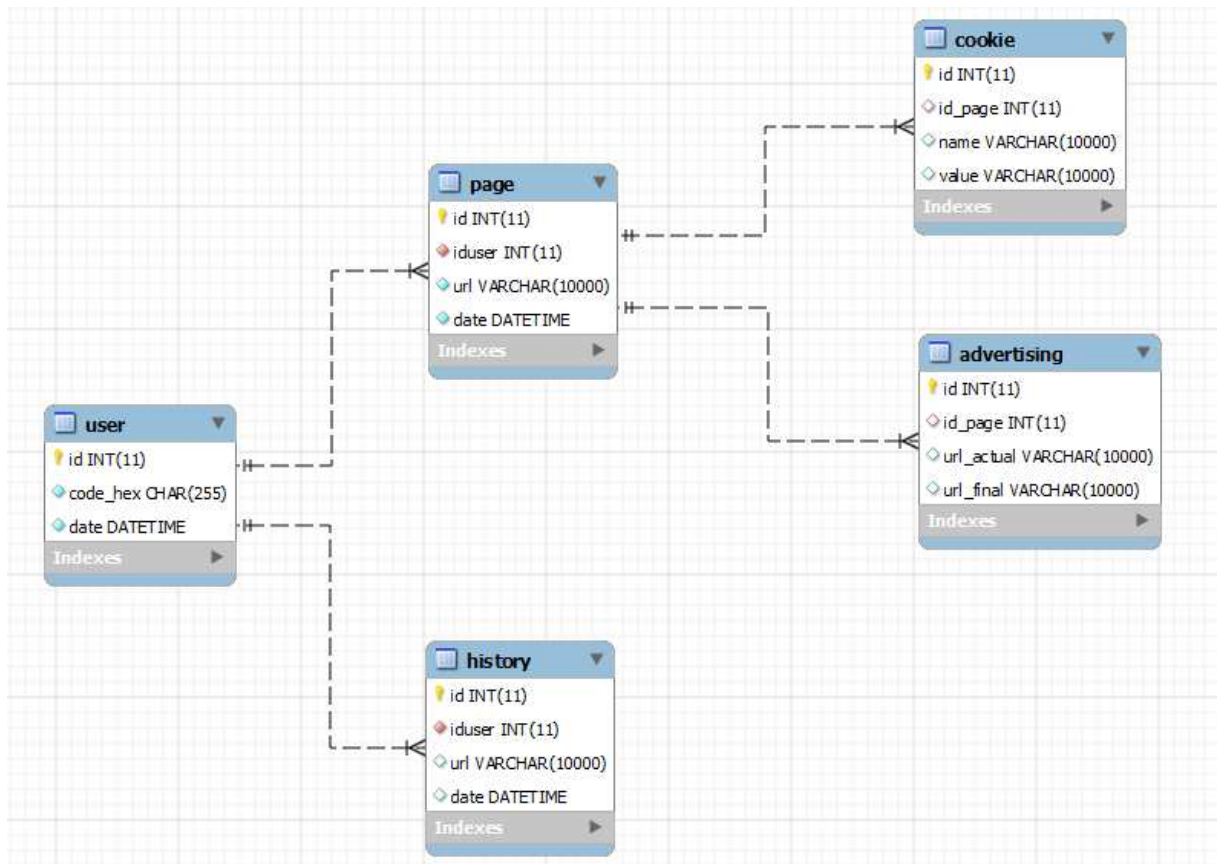 cookie
id INT(11)
id_page INT(11)
name VARCHAR(10000)
value VARCHAR(10000)
Indexes
page
id INT(11)
iduser INT(11)
url VARCHAR(10000)
date DATETIME
Indexes
advertising
id INT(11)
id_page INT(11)
url_actual VARCHAR(10000)
url_final VARCHAR(10000)
Indexes
user
id INT(11)
code_hex CHAR(255)
date DATETIME
Indexes
history
id INT(11)
iduser INT(11)
url VARCHAR(10000)
date DATETIME
Indexes